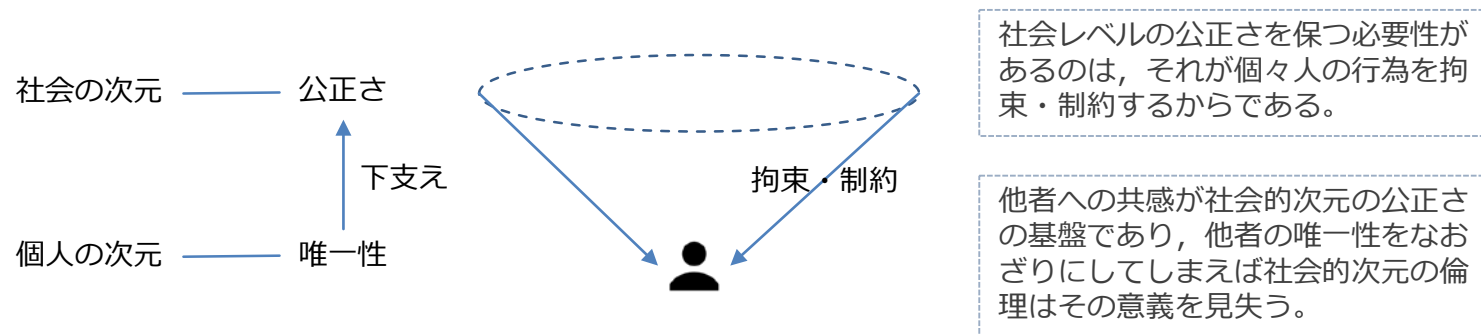 社会の次元
公正さ
下支え
個人の次元
唯一性
拘束・制約
社会レベルの公正さを保つ必要性が
あるのは，それが個々人の行為を拘
束・制約するからである。
他者への共感が社会的次元の公正さ
の基盤であり，他者の唯一性をなお
ざりにしてしまえば社会的次元の倫
理はその意義を見失う。